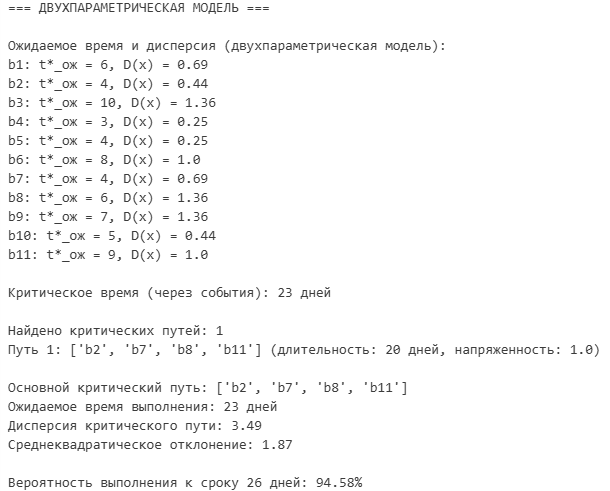 === ДВУХПАРАМЕТРИЧЕСКАЯ МОДЕЛЬ ===
Ожидаемое время и дисперсия (двухпараметрическая модель):
b1: t*_ож = 6, D(x) = 0.69
b2: t*_ож = 4, D(x) = 0.44
b3: t*_ож = 10, D(x) = 1.36
b4: t*_ож = 3, D(x) = 0.25
b5: t*_ож = 4, D(x) = 0.25
b6: t*_ож = 8, D(x) = 1.0
b7: t*_ож = 4, D(x) = 0.69
b8: t*_ож = 6, D(x) = 1.36
b9: t*_ож = 7, D(x) = 1.36
b10: t*_ож = 5, D(x) = 0.44
b11: t*_ож = 9, D(x) = 1.0
Критическое время (через события): 23 дней
Найдено критических путей: 1
Путь 1: ['b2', 'b7', 'b8', 'b11'] (длительность: 20 дней, напряженность: 1.0)
Основной критический путь: ['b2', 'b7', 'b8', 'b11']
Ожидаемое время выполнения: 23 дней
Дисперсия критического пути: 3.49
Среднеквадратическое отклонение: 1.87
Вероятность выполнения к сроку 26 дней: 94.58%